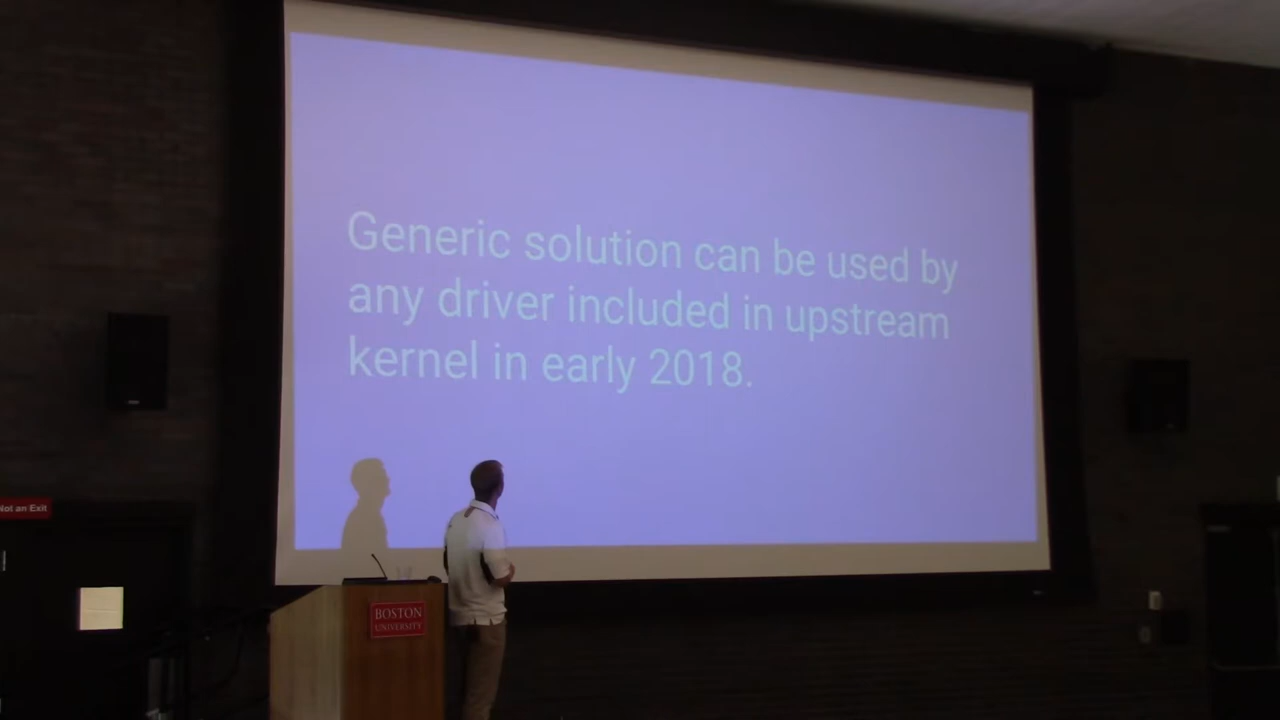 Generic solution can be used by
any driver included in upstream
kernel in early 2018.
Not an Exit
BOSTON
UNIVERSITY